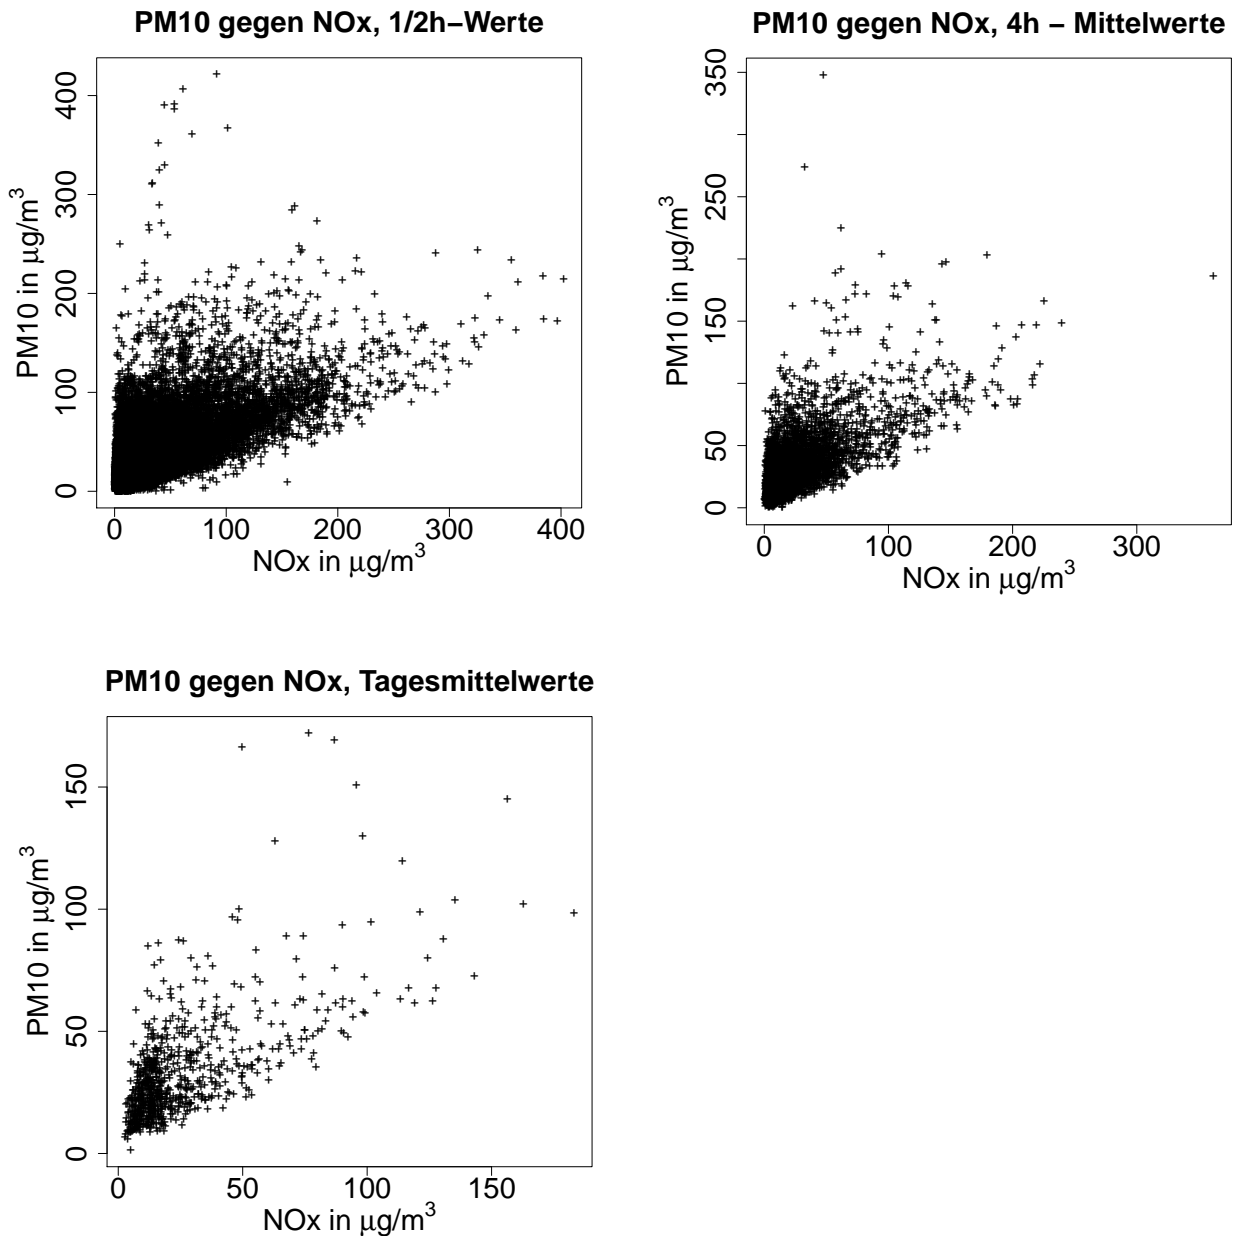 PM10 gegen NOx, 1/2h−Werte
PM10 in μg/m³
400
300
200
100
0
0 100 200 300 400
NOx in μg/m³
PM10 gegen NOx, 4h − Mittelwerte
PM10 in μg/m³
350
250
150
50
0
0 100 200 300
NOx in μg/m³
PM10 gegen NOx, Tagesmittelwerte
PM10 in μg/m³
150
100
50
0
0 50 100 150
NOx in μg/m³